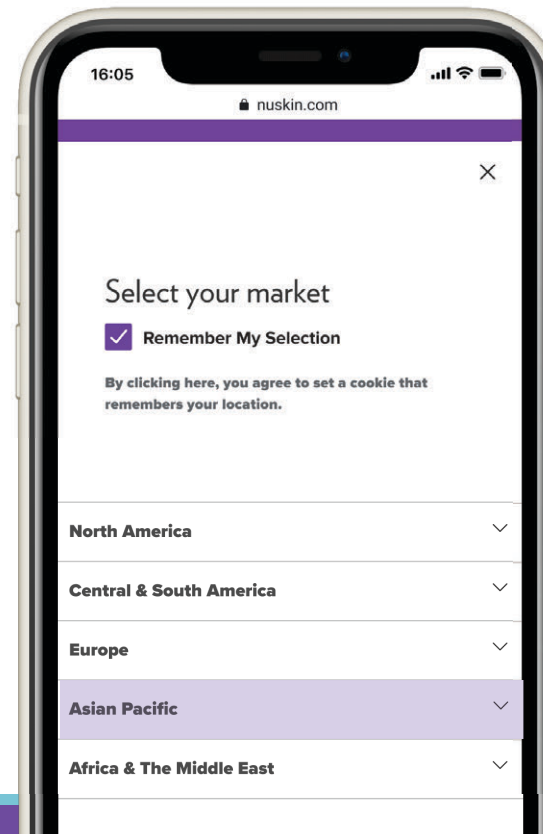 16:05
nuskin.com
Select your market
Remember My Selection
By clicking here, you agree to set a cookie that
remembers your location.
North America
Central & South America
Europe
Asian Pacific
Africa & The Middle East